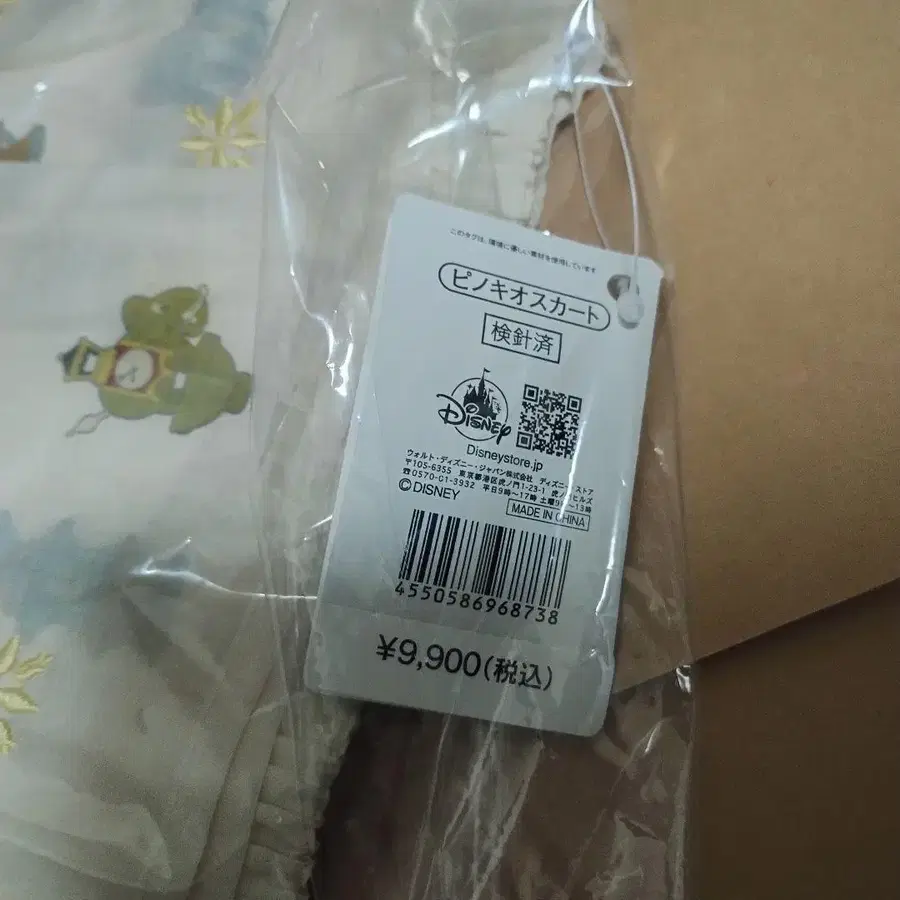 このタグは、環境に優しい素材を使用しています
ピノキオスカート
検針済
Disney
Disneystore.jp
ウォルト・ディズニー・ジャパン株式会社 ディズニーストア
〒105-6355 東京都港区虎ノ門1-23-1 虎ノ門ヒルズ
☎0570-01-3932 平日9時～17時 土曜9時～13時
©DISNEY
MADE IN CHINA
4550586968738
¥9,900(税込)